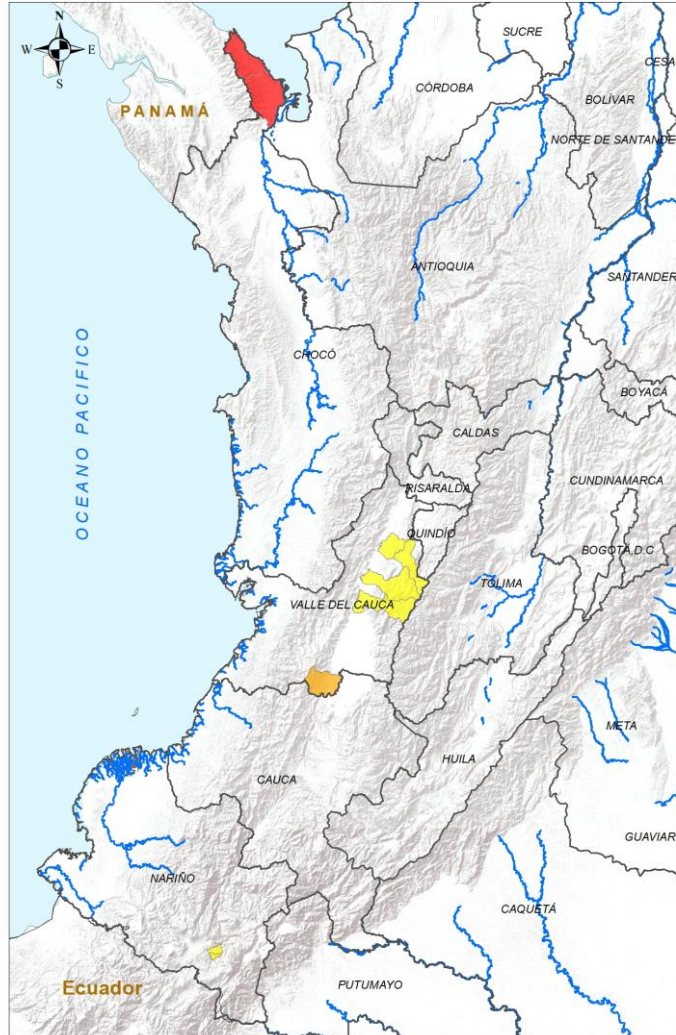 N
W E
S
SUCRE
CESA
CÓRDOBA
BOLÍVAR
PANAMÁ
NORTE DE SANTANDE
ANTIOQUIA
SANTANDER
OCEANO PACIFICO
CHOCÓ
BOYACÁ
CALDAS
CUNDINAMARCA
RISARALDA
QUINDÍO
BOGOTÁ D.C
TOLIMA
VALLE DEL CAUCA
META
HUILA
CAUCA
GUAVIAR
NARIÑO
CAQUETÁ
Ecuador
PUTUMAYO